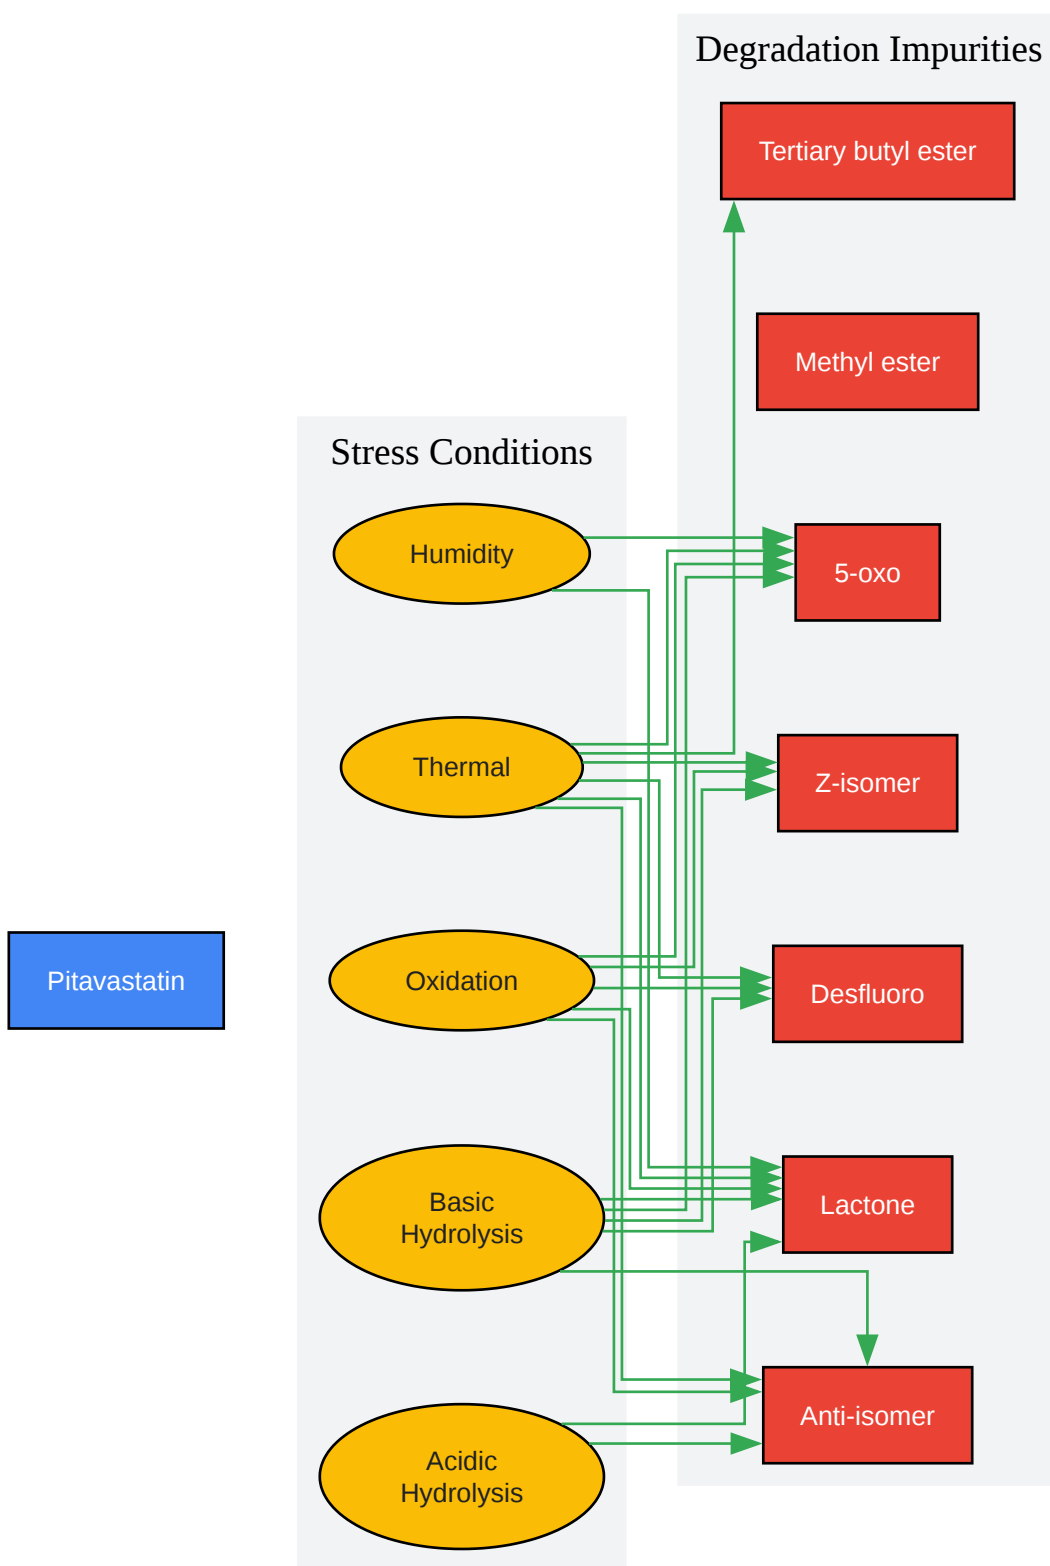 Degradation Impurities
Tertiary butyl ester
Methyl ester
Stress Conditions
Humidity
5-oxo
Thermal
Z-isomer
Pitavastatin
Oxidation
Desfluoro
Basic
Hydrolysis
Lactone
Anti-isomer
Acidic
Hydrolysis